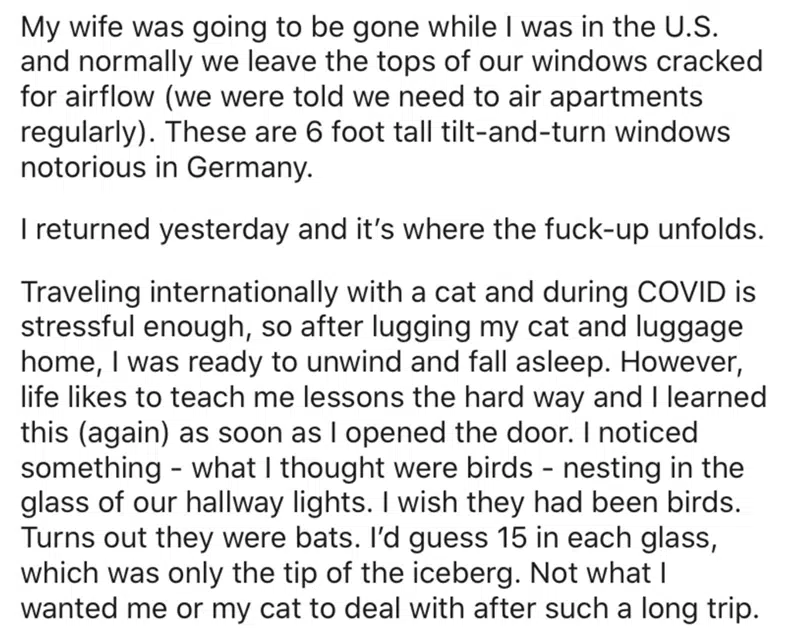 My wife was going to be gone while I was in the U.S.
and normally we leave the tops of our windows cracked
for airflow (we were told we need to air apartments
regularly). These are 6 foot tall tilt-and-turn windows
notorious in Germany.
I returned yesterday and it’s where the fuck-up unfolds.
Traveling internationally with a cat and during COVID is
stressful enough, so after lugging my cat and luggage
home, I was ready to unwind and fall asleep. However,
life likes to teach me lessons the hard way and I learned
this (again) as soon as I opened the door. I noticed
something - what I thought were birds - nesting in the
glass of our hallway lights. I wish they had been birds.
Turns out they were bats. I’d guess 15 in each glass,
which was only the tip of the iceberg. Not what I
wanted me or my cat to deal with after such a long trip.